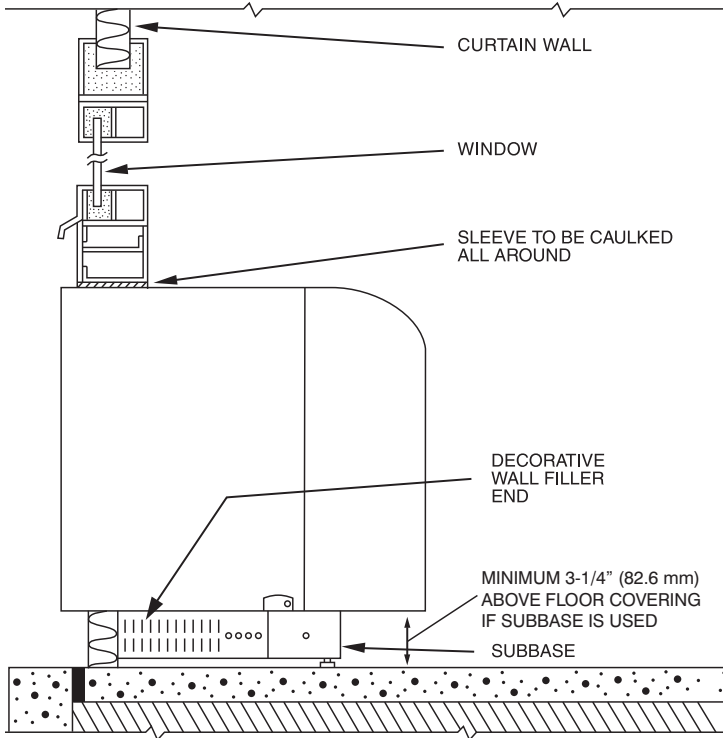 CURTAIN WALL
WINDOW
SLEEVE TO BE CAULKED
ALL AROUND
DECORATIVE
WALL FILLER
END
MINIMUM 3-1/4” (82.6 mm)
ABOVE FLOOR COVERING
IF SUBBASE IS USED
SUBBASE